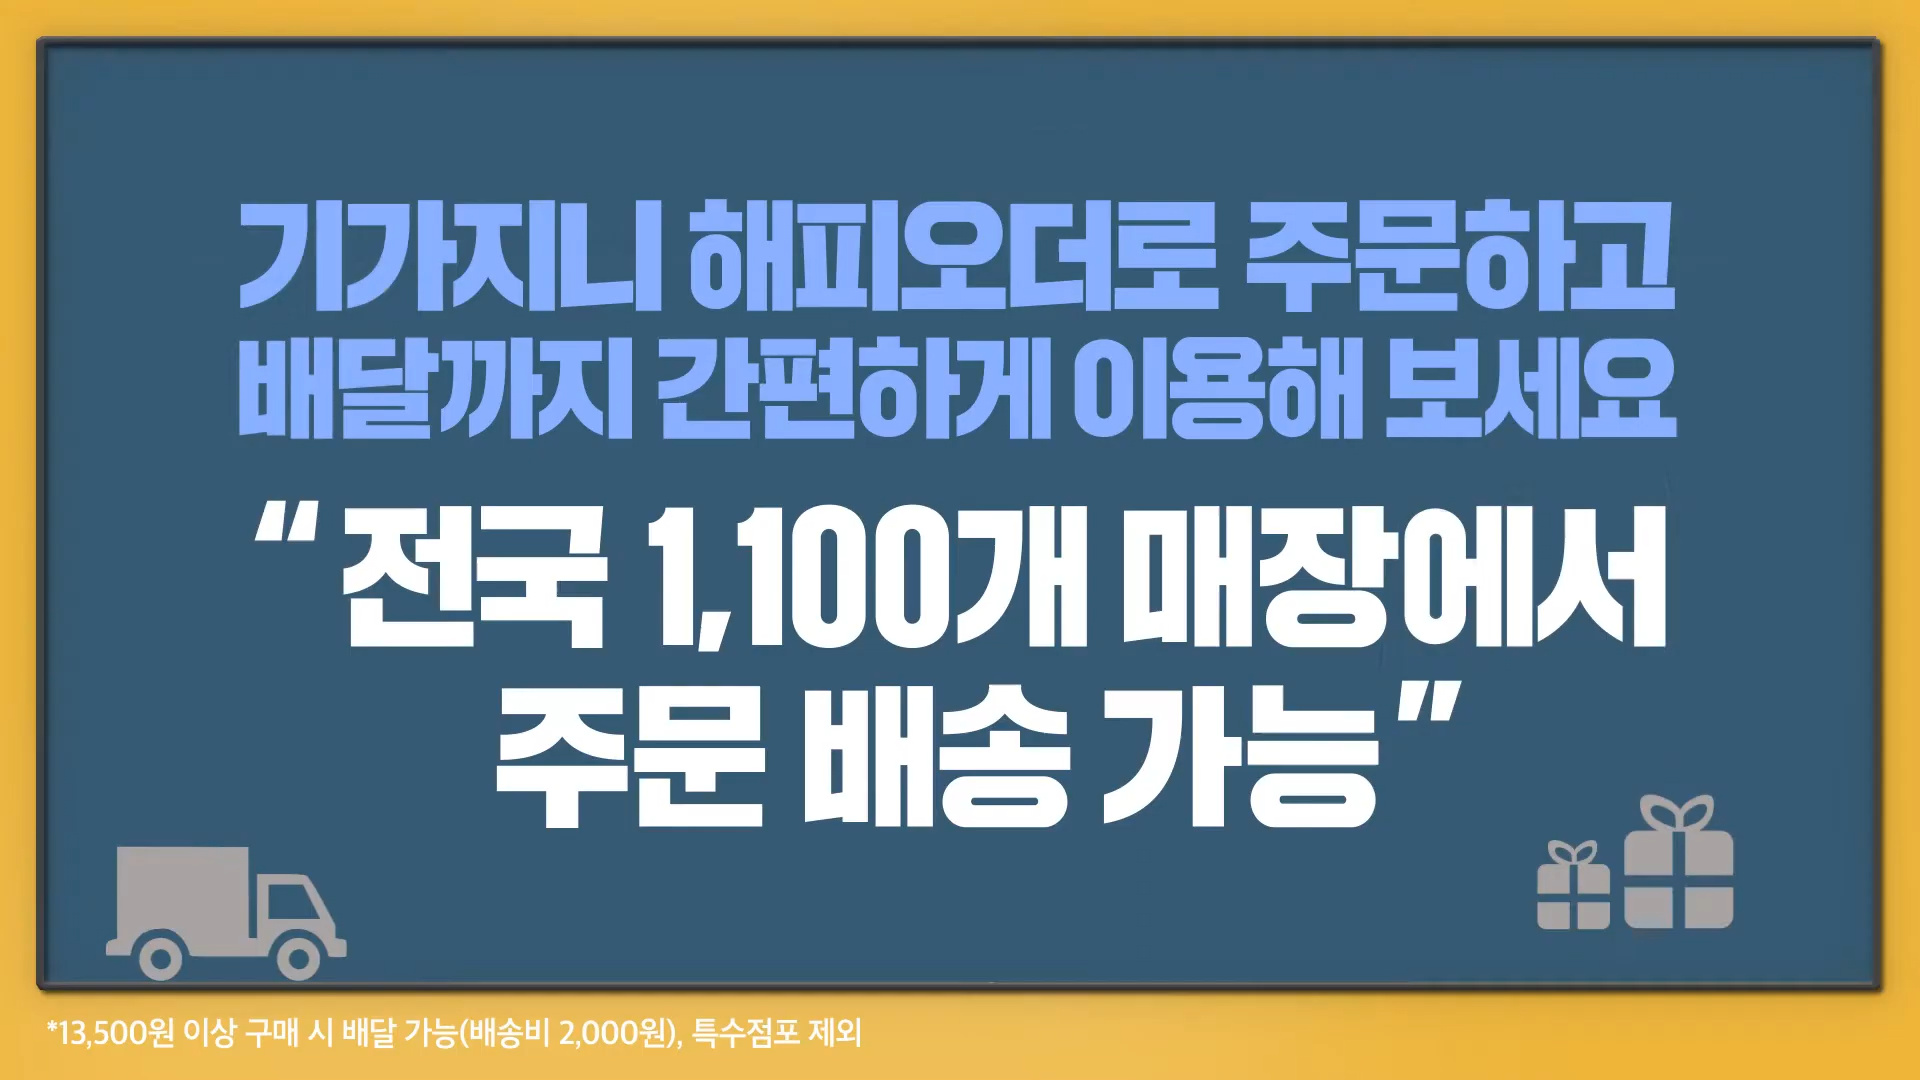 기가지니 해피오더로 주문하고
배달까지 간편하게 이용해 보세요
“전국 1,100개 매장에서
주문 배송 가능”
*13,500원 이상 구매 시 배달 가능(배송비 2,000원), 특수점포 제외